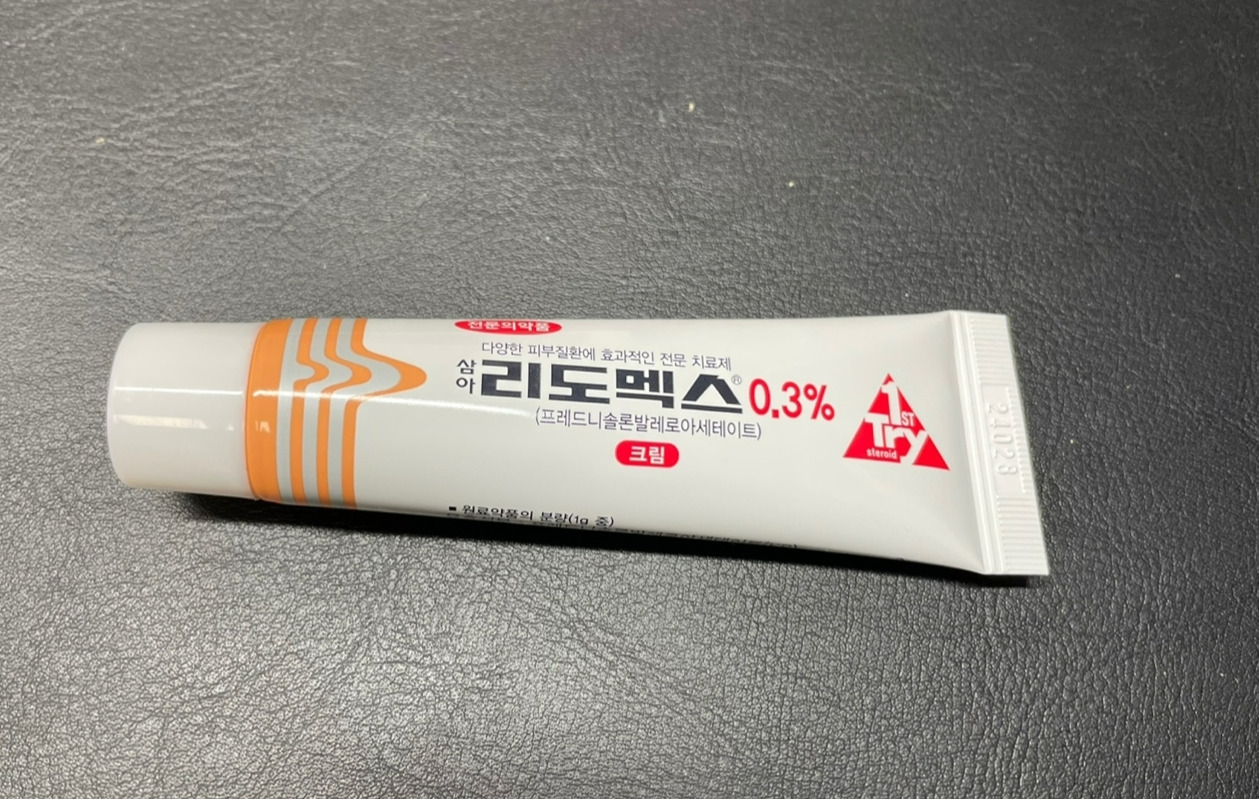 전문의약품
다양한 피부질환에 효과적인 전문 치료제
삼아 리도멕스® 0.3%
(프레드니솔론발레로아세테이트)
크림
1ST
Try
steroid
■ 원료약품의 분량(1g 중)